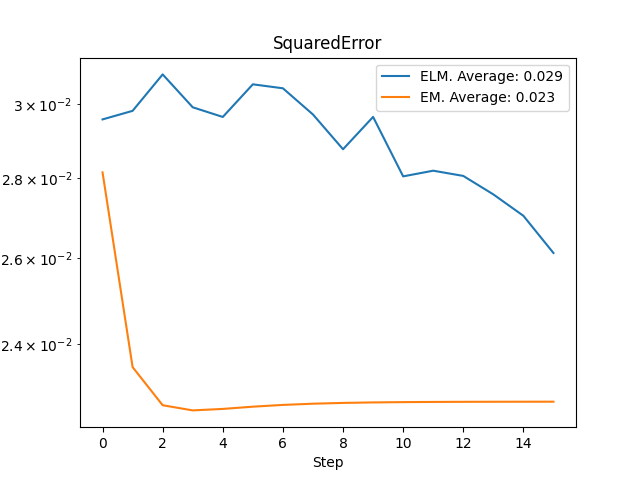 SquaredError
ELM. Average: 0.029
EM. Average: 0.023
3 × 10⁻²
2.8 × 10⁻²
2.6 × 10⁻²
2.4 × 10⁻²
0 2 4 6 8 10 12 14
Step